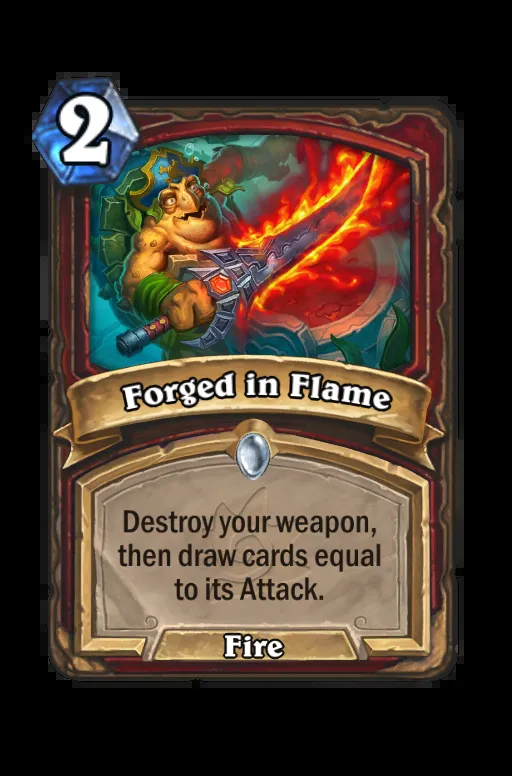 2
Forged in Flame
Destroy your weapon,
then draw cards equal
to its Attack.
Fire